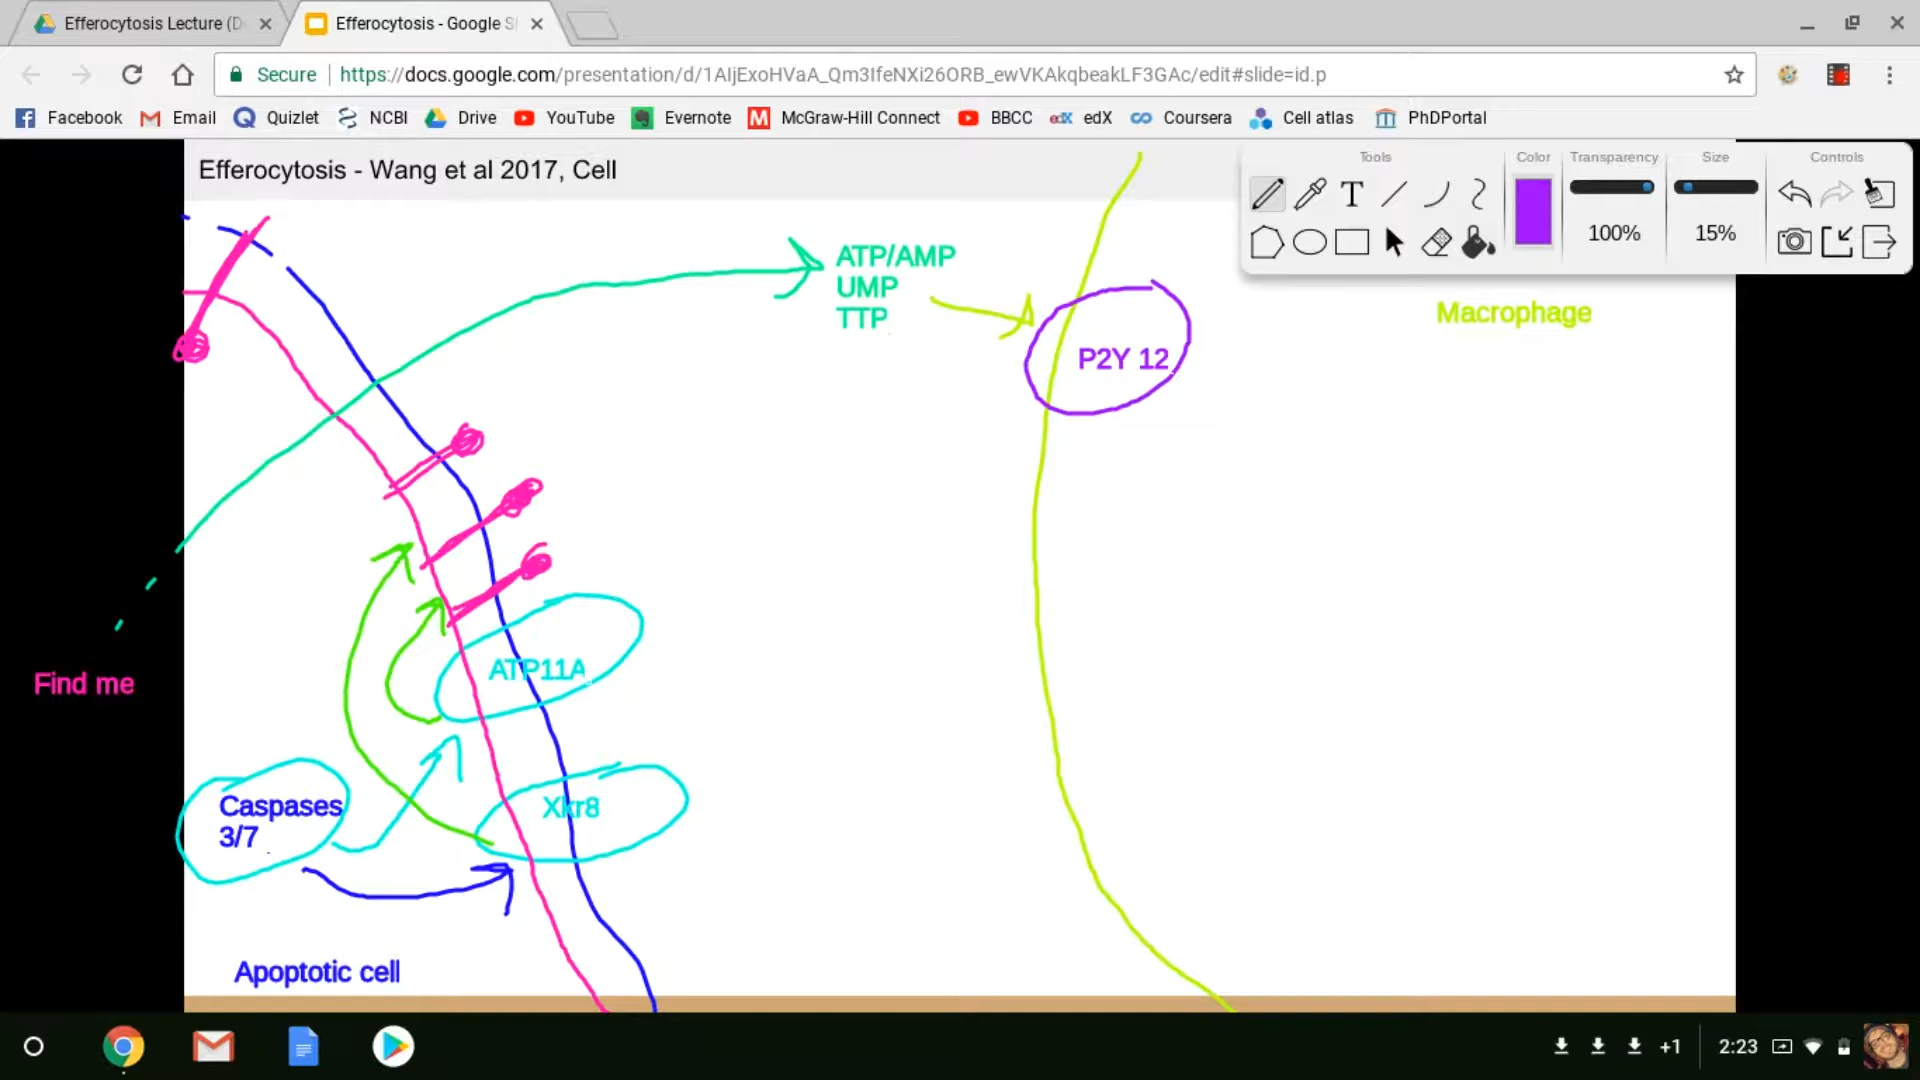 Efferocytosis Lecture (D
Efferocytosis - Google Sl
Secure
https://docs.google.com/presentation/d/1AIjExoHVaA_Qm3IfeNXi26ORB_ewVKAkqbeakLF3GAc/edit#slide=id.p
Facebook Email Quizlet NCBI Drive YouTube Evernote McGraw-Hill Connect BBCC edX Coursera Cell atlas PhDPortal
Efferocytosis - Wang et al 2017, Cell
Tools Color Transparency Size Controls
100% 15%
ATP/AMP
UMP
TTP
Macrophage
P2Y 12
Find me
ATP11A
Caspases
3/7
Xkr8
Apoptotic cell
+1 2:23